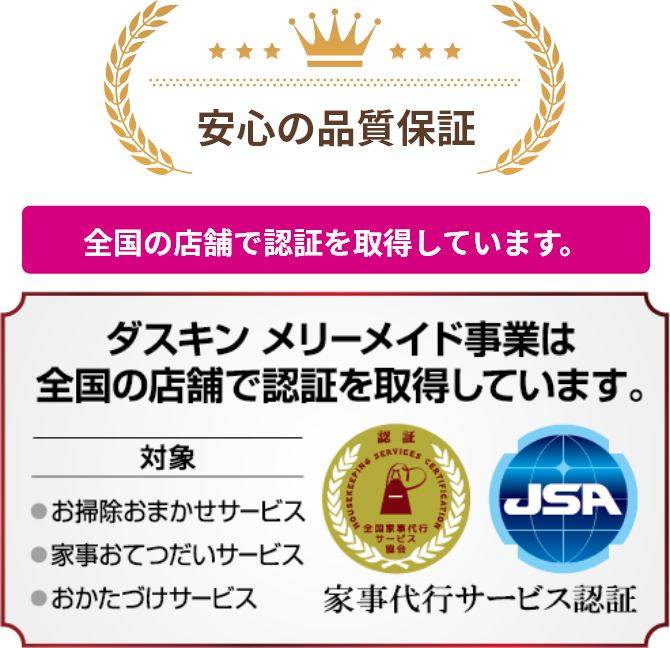 安心の品質保証
全国の店舗で認証を取得しています。
ダスキン メリーメイド事業は
全国の店舗で認証を取得しています。
対象
お掃除おまかせサービス
家事おてつだいサービス
おかたづけサービス
認証
HOUSEKEEPING SERVICES CERTIFICATION
全国家事代行
サービス
協会
JSA
家事代行サービス認証